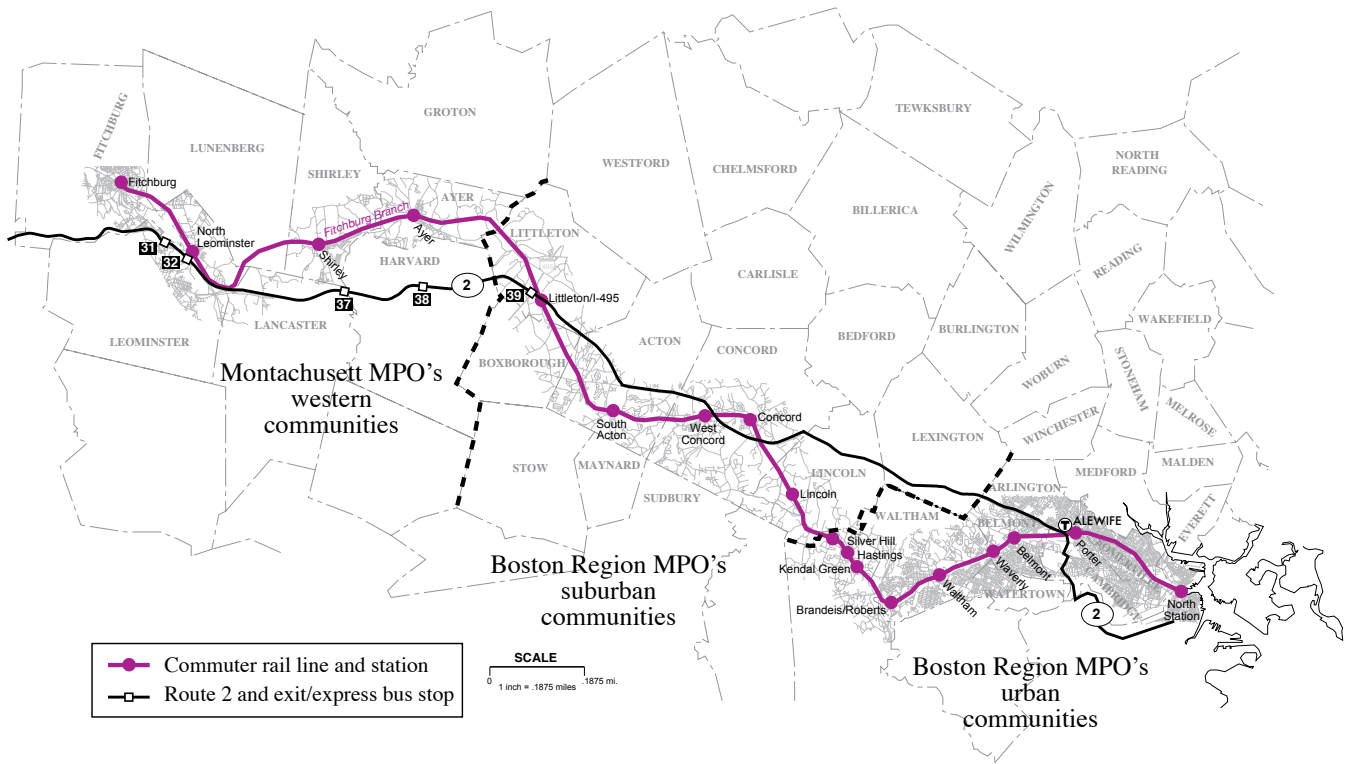 TEWKSBURY
GROTON
FITCHBURG
LUNENBERG
WESTFORD
CHELMSFORD
NORTH
READING
SHIRLEY
Fitchburg
AYER
BILLERICA
WILMINGTON
Fitchburg Branch
North
Leominster
Ayer
LITTLETON
31
32
Shirley
HARVARD
CARLISLE
READING
37
38
2
39
Littleton/I-495
LANCASTER
LEOMINSTER
ACTON
CONCORD
BEDFORD
BURLINGTON
WAKEFIELD
Montachusett MPO's
western
communities
BOXBOROUGH
WOBURN
STONEHAM
MELROSE
South
Acton
West
Concord
Concord
LEXINGTON
WINCHESTER
STOW
MAYNARD
SUDBURY
LINCOLN
Lincoln
MEDFORD
MALDEN
ARLINGTON
EVERETT
WALTHAM
BELMONT
T
ALEWIFE
Silver Hill
Hastings
Kendal Green
Brandeis/Roberts
Waltham
Waverly
Belmont
Porter
WATERTOWN
CAMBRIDGE
2
North
Station
Boston Region MPO's
suburban
communities
Boston Region MPO's
urban
communities
Commuter rail line and station
Route 2 and exit/express bus stop
SCALE
0
.1875 mi.
1 inch = .1875 miles